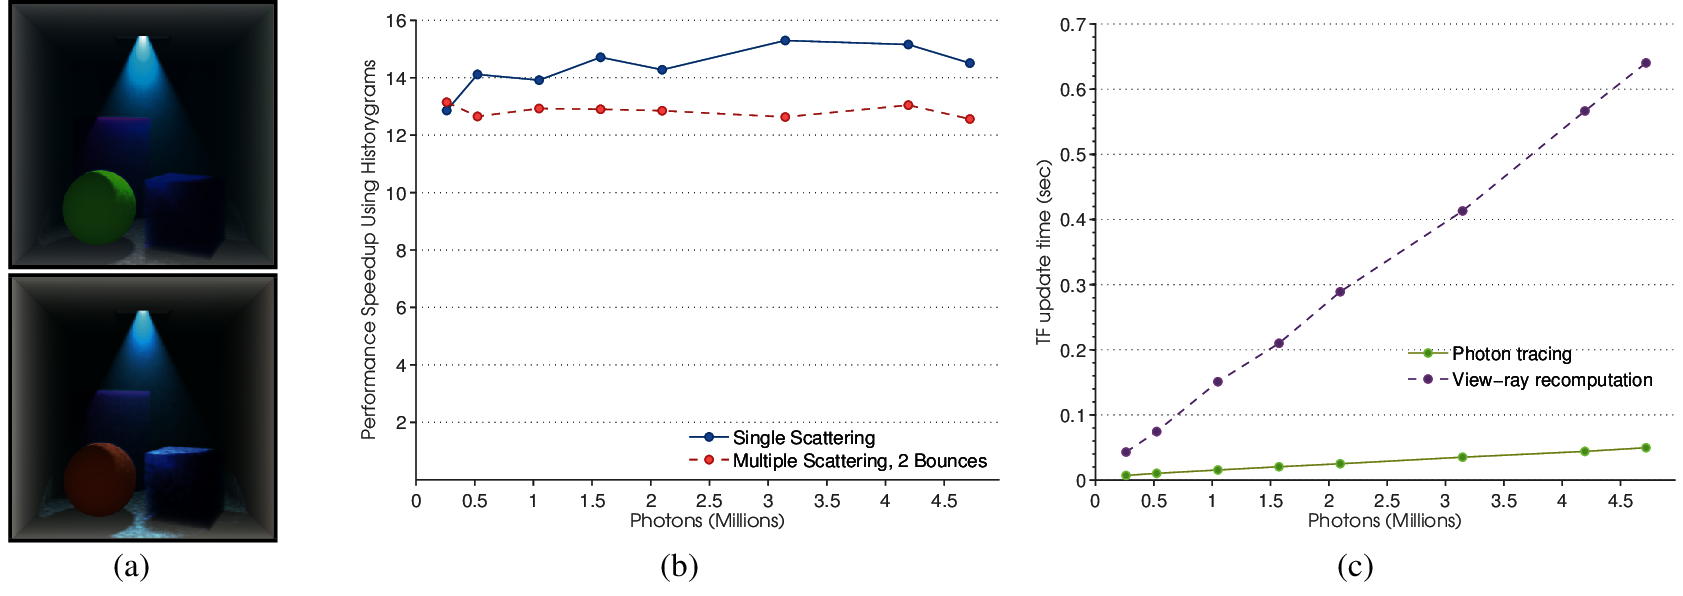 16
14
12
10
8
6
4
2
Performance Speedup Using Historygrams
Single Scattering
Multiple Scattering, 2 Bounces
0 0.5 1 1.5 2 2.5 3 3.5 4 4.5
Photons (Millions)
0.7
0.6
0.5
0.4
0.3
0.2
0.1
0
TF update time (sec)
Photon tracing
View-ray recomputation
0 0.5 1 1.5 2 2.5 3 3.5 4 4.5
Photons (Millions)
(a) (b) (c)